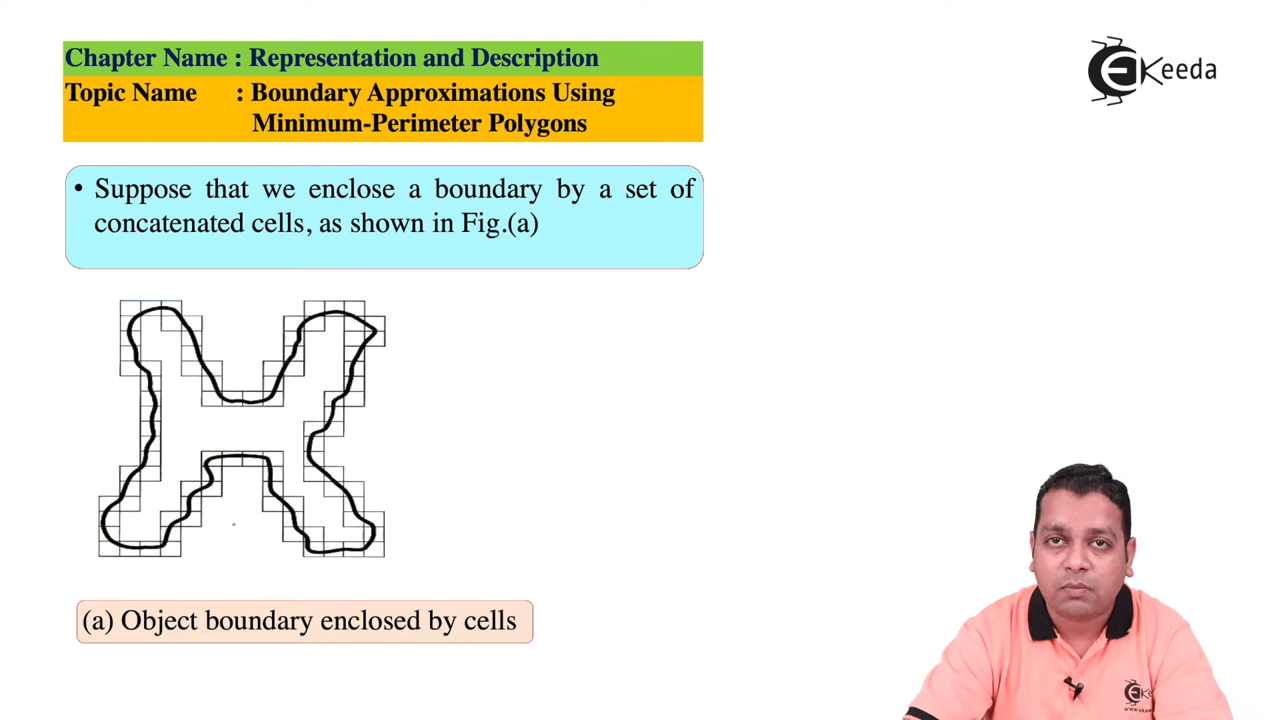 Chapter Name : Representation and Description
Topic Name : Boundary Approximations Using
Minimum-Perimeter Polygons
Keeda
• Suppose that we enclose a boundary by a set of
concatenated cells, as shown in Fig.(a)
(a) Object boundary enclosed by cells